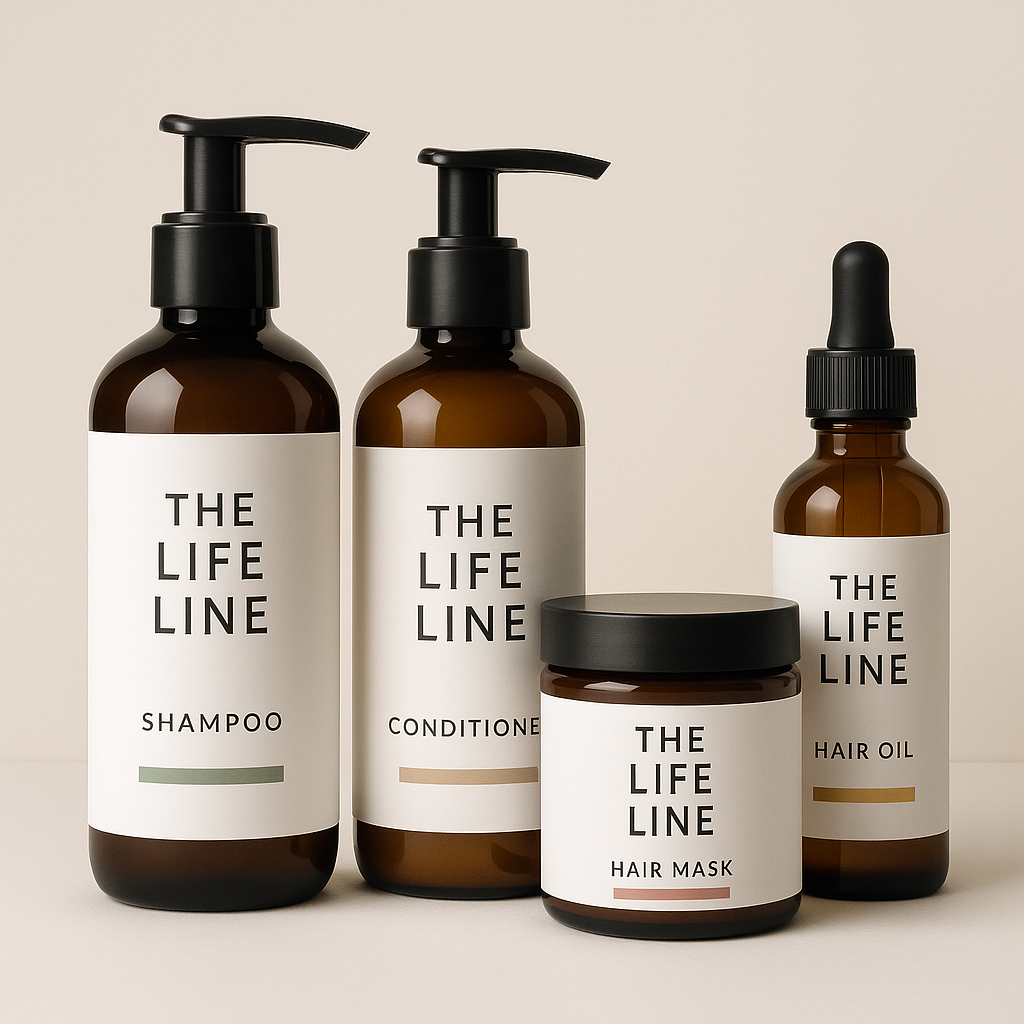 THE
LIFE
LINE
SHAMPOO
THE
LIFE
LINE
CONDITIONE
THE
LIFE
LINE
HAIR MASK
THE
LIFE
LINE
HAIR OIL